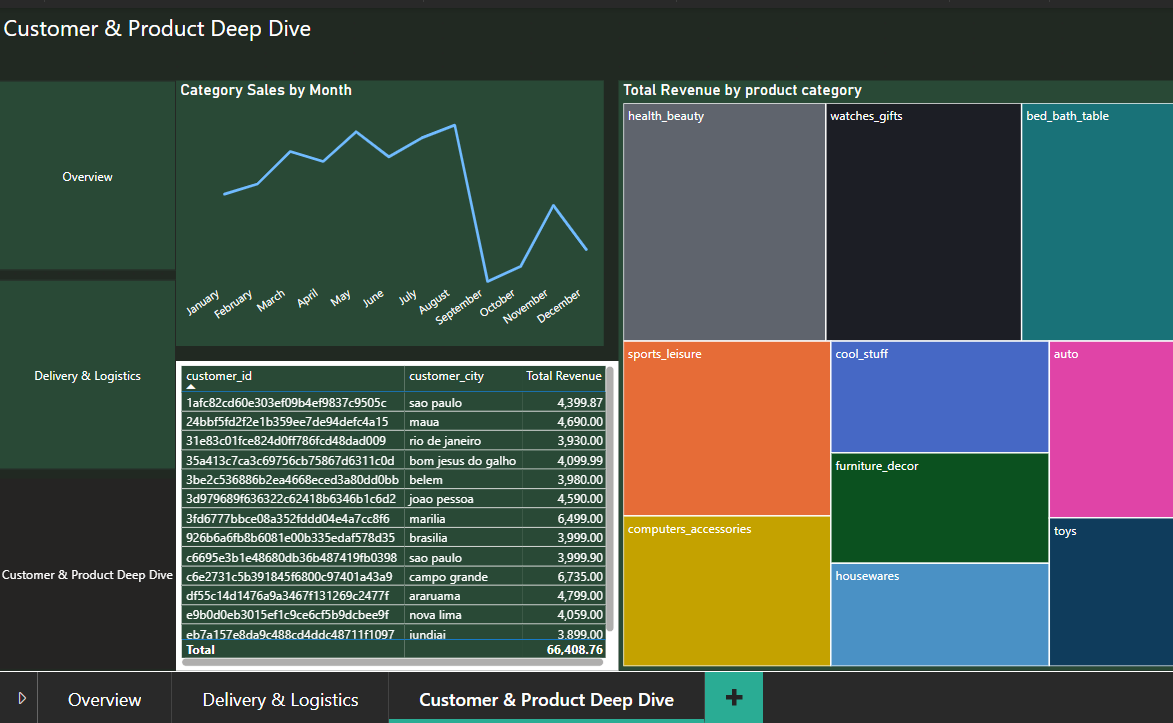 Customer & Product Deep Dive
Overview
Delivery & Logistics
Customer & Product Deep Dive
Category Sales by Month
January
February
March
April
May
June
July
August
September
October
November
December
customer_id customer_city Total Revenue
1afc82cd60e303ef09b4ef9837c9505c sao paulo 4,399.87
24bbf5fd2f2e1b359ee7de94defc4a15 maua 4,690.00
31e83c01fce824d0ff786fcd48dad009 rio de janeiro 3,930.00
35a413c7ca3c69756cb75867d6311c0d bom jesus do galho 4,099.99
3be2c536886b2ea4668eced3a80dd0bb belem 3,980.00
3d979689f636322c62418b6346b1c6d2 joao pessoa 4,590.00
3fd6777bbce08a352fddd04e4a7cc8f6 marilia 6,499.00
926b6a6fb8b6081e00b335edaf578d35 brasilia 3,999.00
c6695e3b1e48680db36b487419fb0398 sao paulo 3,999.90
c6e2731c5b391845f6800c97401a43a9 campo grande 6,735.00
df55c14d1476a9a3467f131269c2477f araruama 4,799.00
e9b0d0eb3015ef1c9ce6cf5b9dcbee9f nova lima 4,059.00
eb7a157e8da9c488cd4ddc48711f1097 jundiai 3,899.00
Total 66,408.76
Total Revenue by product category
health_beauty
watches_gifts
bed_bath_table
sports_leisure
cool_stuff
auto
furniture_decor
computers_accessories
toys
housewares
Overview
Delivery & Logistics
Customer & Product Deep Dive
+